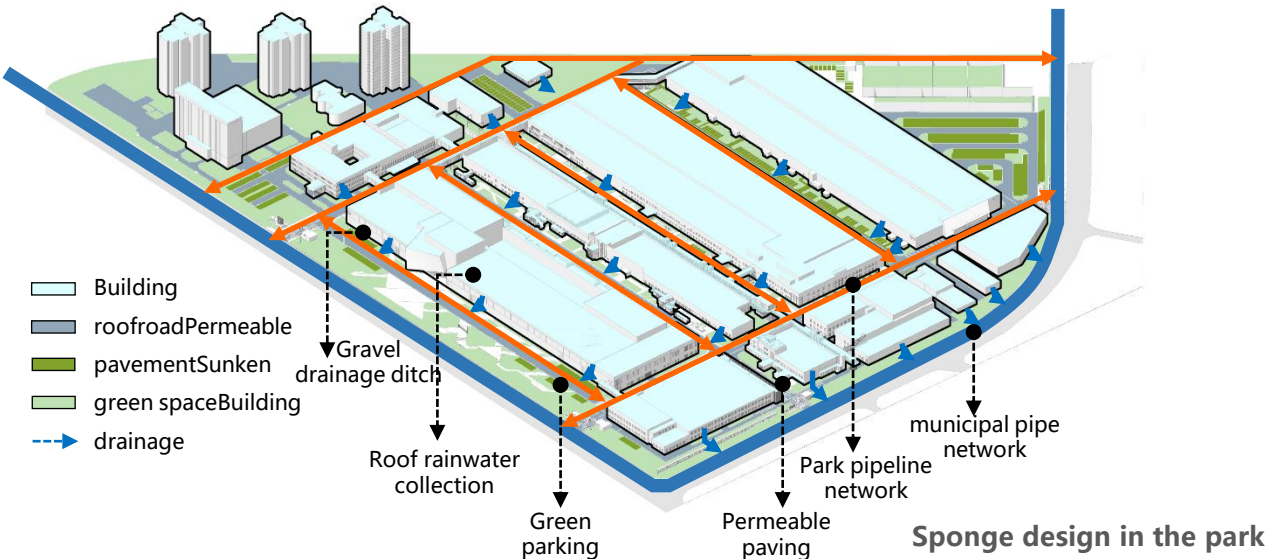 Building
roofroadPermeable
pavementSunken
green spaceBuilding
drainage
Gravel
drainage ditch
Roof rainwater
collection
Green
parking
Permeable
paving
Park pipeline
network
municipal pipe
network
Sponge design in the park